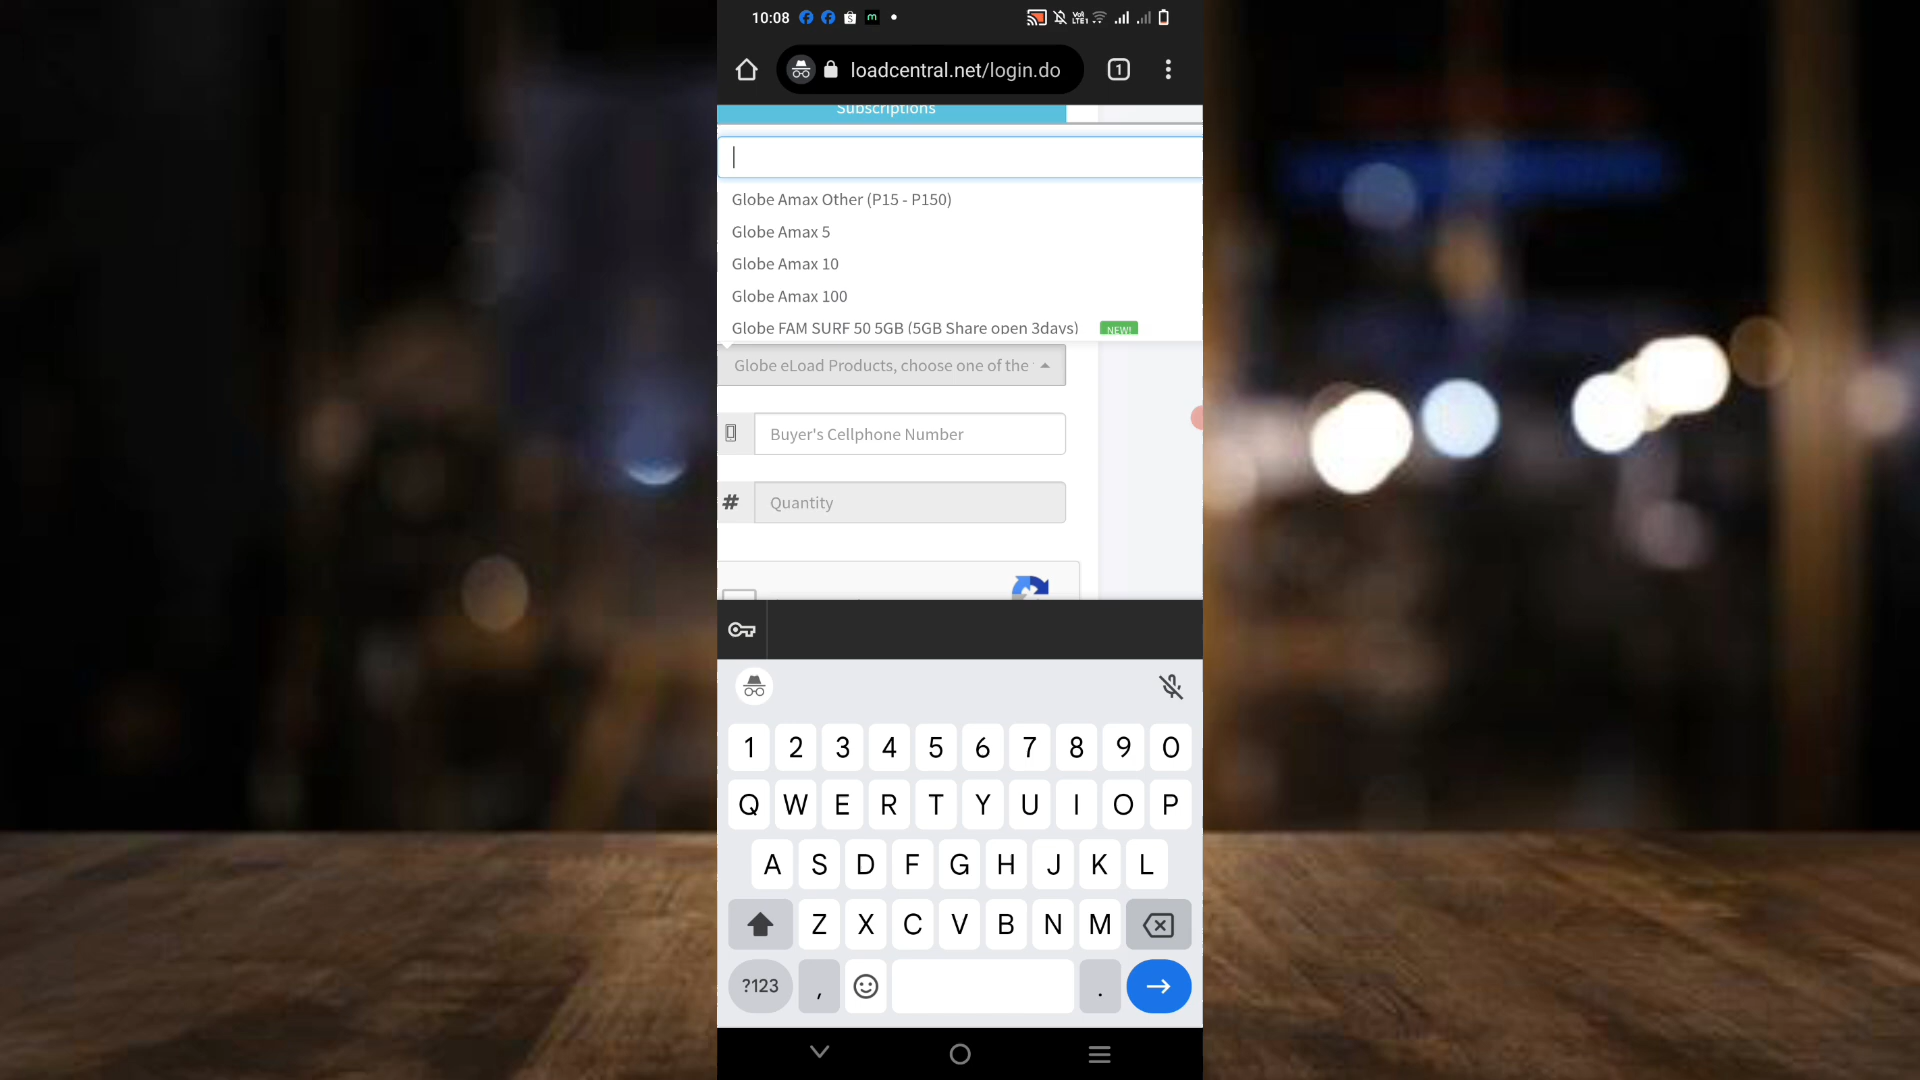 10:08
VoD LTE1
loadcentral.net/login.do
1
Subscriptions
Globe Amax Other (P15 - P150)
Globe Amax 5
Globe Amax 10
Globe Amax 100
Globe FAM SURF 50 5GB (5GB Share open 3days) NEW!
Globe eLoad Products, choose one of the
Buyer's Cellphone Number
# Quantity
1 2 3 4 5 6 7 8 9 0
Q W E R T Y U I O P
A S D F G H J K L
Z X C V B N M
?123 , .